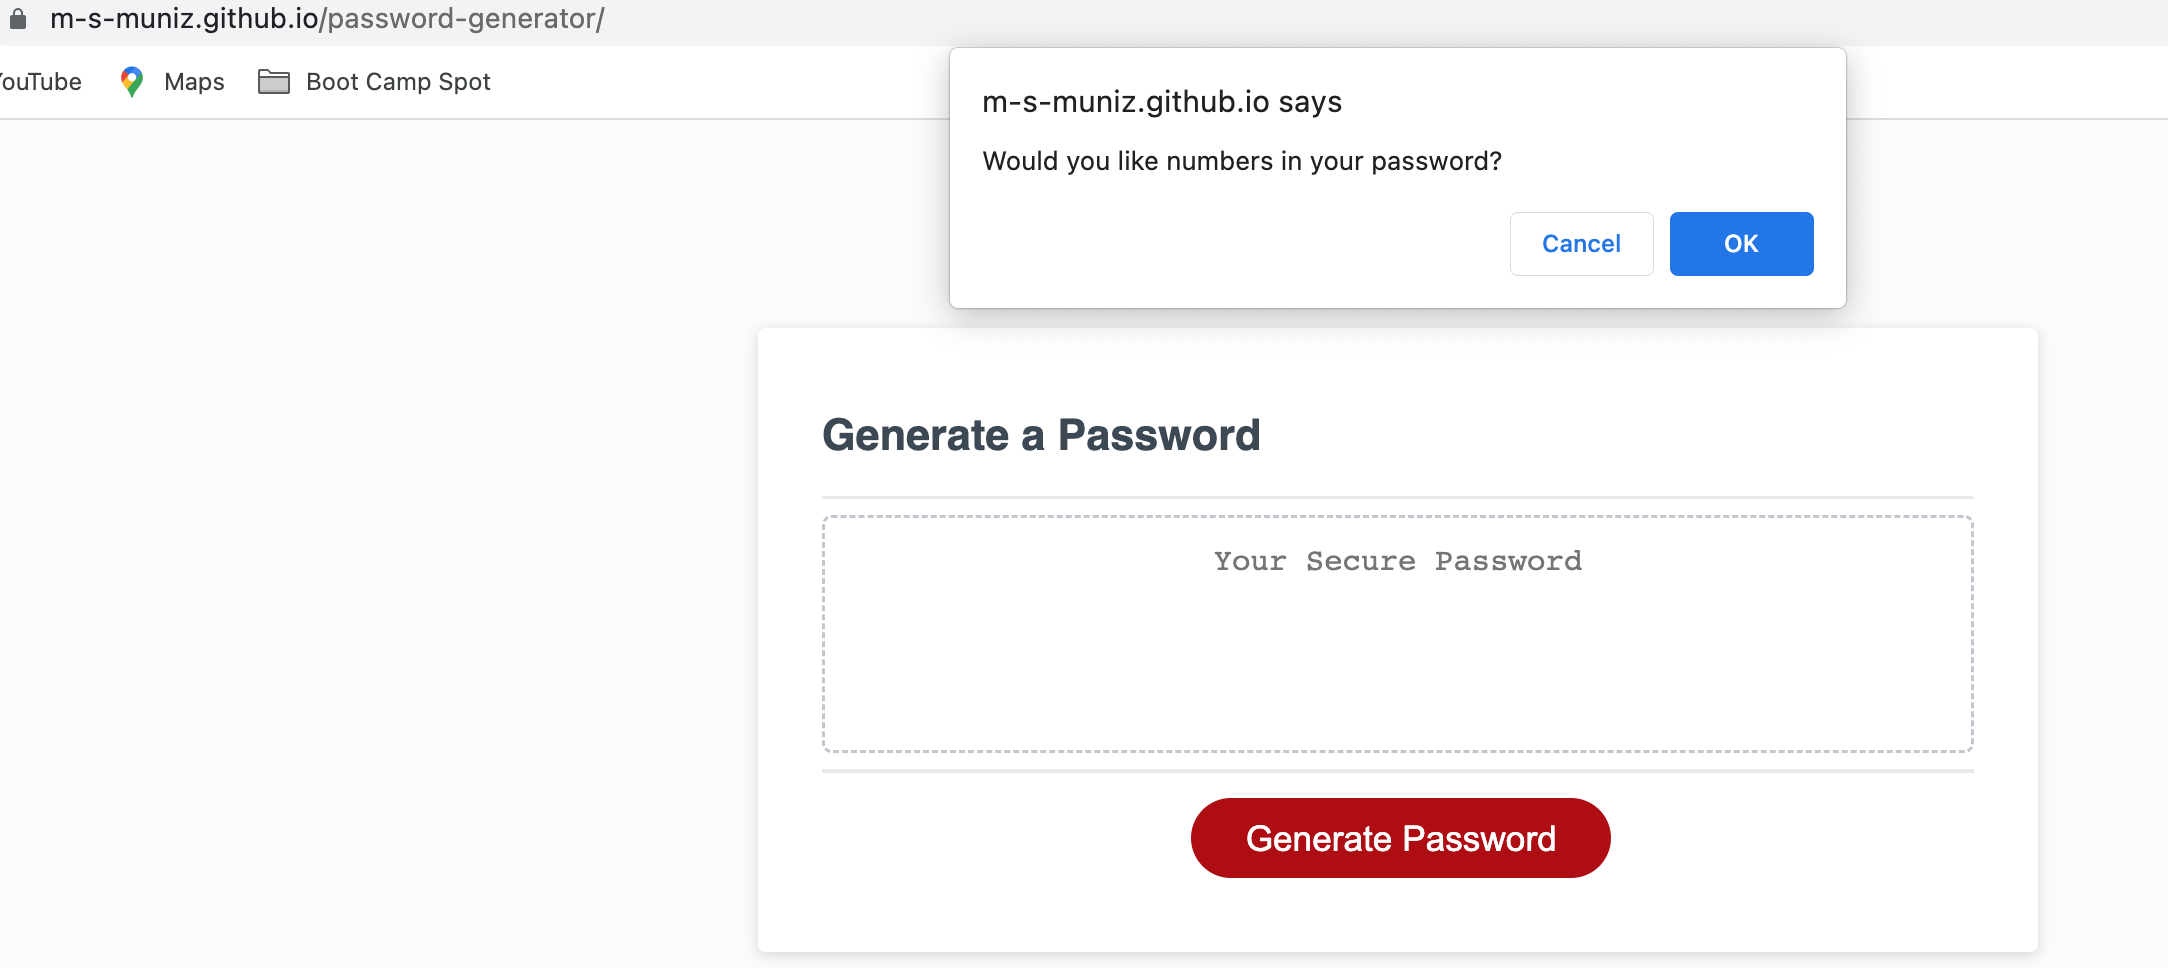 m-s-muniz.github.io/password-generator/
YouTube Maps Boot Camp Spot
m-s-muniz.github.io says
Would you like numbers in your password?
Cancel OK
Generate a Password
Your Secure Password
Generate Password